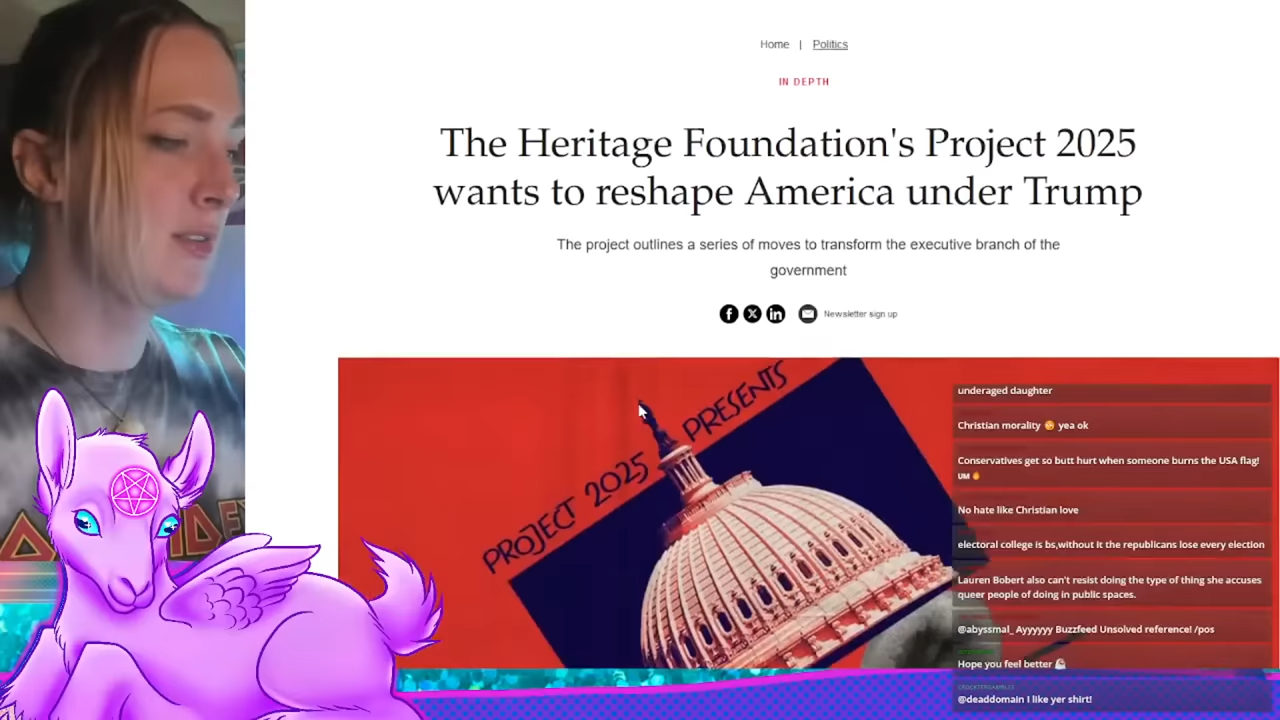 Home | Politics
IN DEPTH
The Heritage Foundation's Project 2025
wants to reshape America under Trump
The project outlines a series of moves to transform the executive branch of the
government
Newsletter sign up
PROJECT 2025 PRESENTS
underaged daughter
Christian morality 🙄 yea ok
Conservatives get so butt hurt when someone burns the USA flag!
UM 🔥
No hate like Christian love
electoral college is bs,without it the republicans lose every election
Lauren Bobert also can't resist doing the type of thing she accuses
queer people of doing in public spaces.
@abyssmal_ Ayyyyyy Buzzfeed Unsolved reference! /pos
Hope you feel better
@deaddomain I like yer shirt!